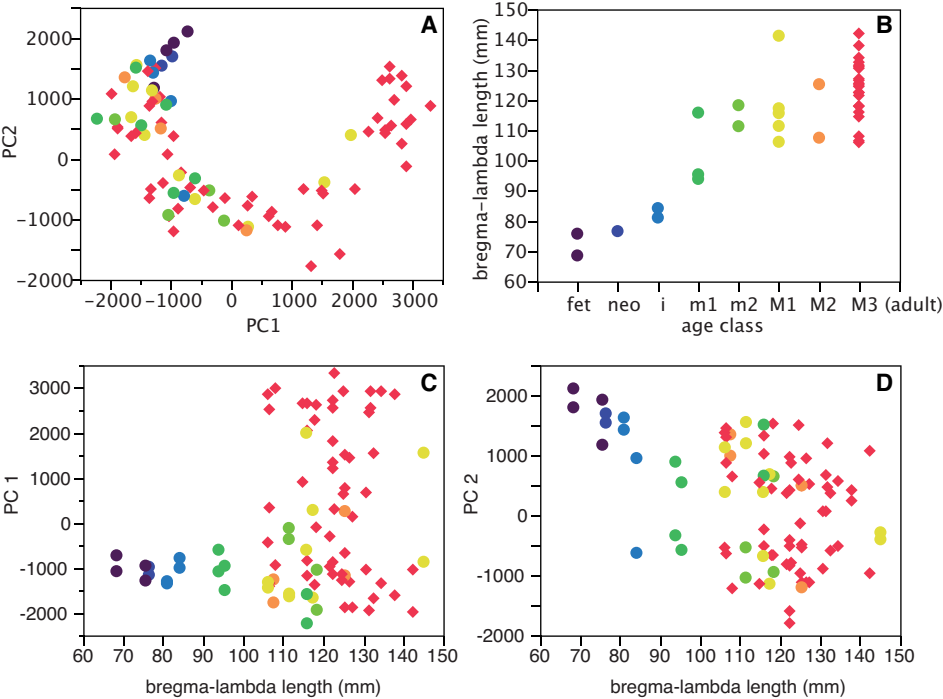 A
2000
1000
0
−1000
−2000
PC2
−2000 −1000 0 1000 2000 3000
PC1
B
150
140
130
120
110
100
90
80
70
60
bregma–lambda length (mm)
fet neo i m1 m2 M1 M2 M3 (adult)
age class
C
3000
2000
1000
0
-1000
-2000
PC 1
60 70 80 90 100 110 120 130 140 150
bregma-lambda length (mm)
D
2000
1000
0
-1000
-2000
PC 2
60 70 80 90 100 110 120 130 140 150
bregma-lambda length (mm)